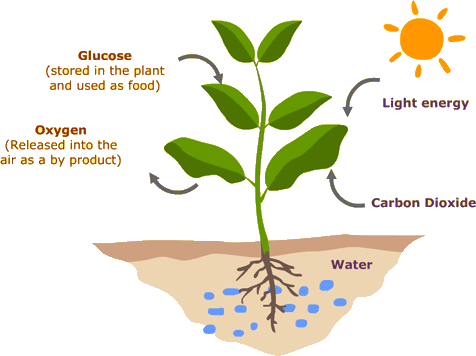 Glucose
(stored in the plant
and used as food)
Light energy
Oxygen
(Released into the
air as a by product)
Carbon Dioxide
Water